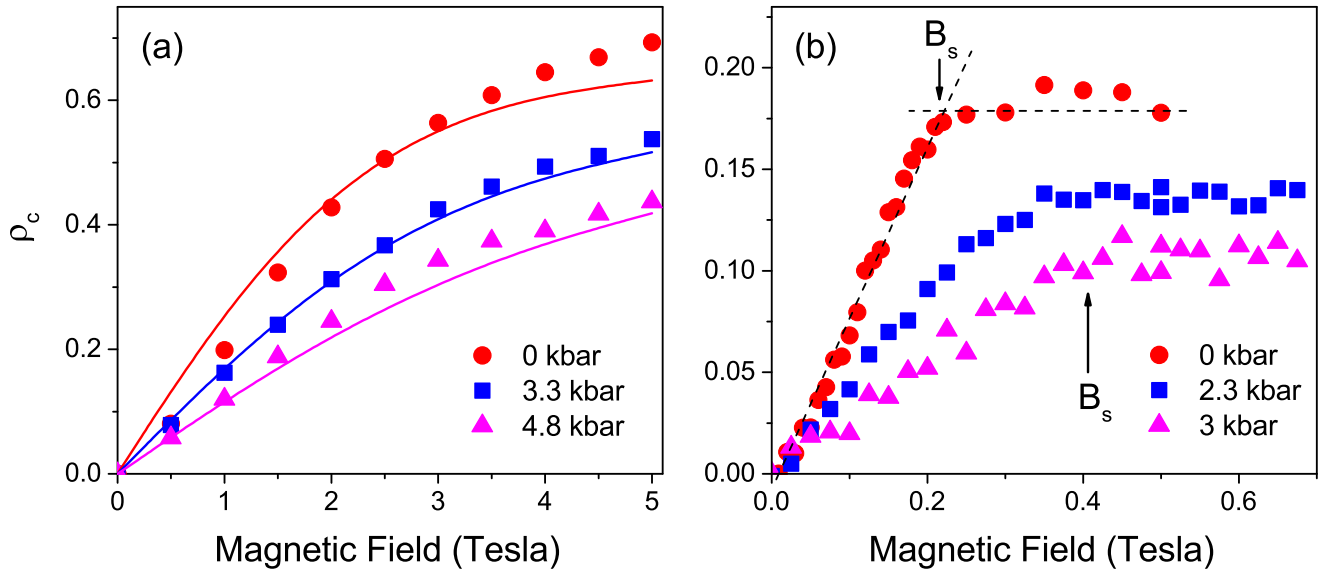 (a)
ρc
0.0
0.2
0.4
0.6
0 kbar
3.3 kbar
4.8 kbar
0 1 2 3 4 5
Magnetic Field (Tesla)
(b)
Bs
0.00
0.05
0.10
0.15
0.20
0 kbar
2.3 kbar
3 kbar
Bs
0.0 0.2 0.4 0.6
Magnetic Field (Tesla)